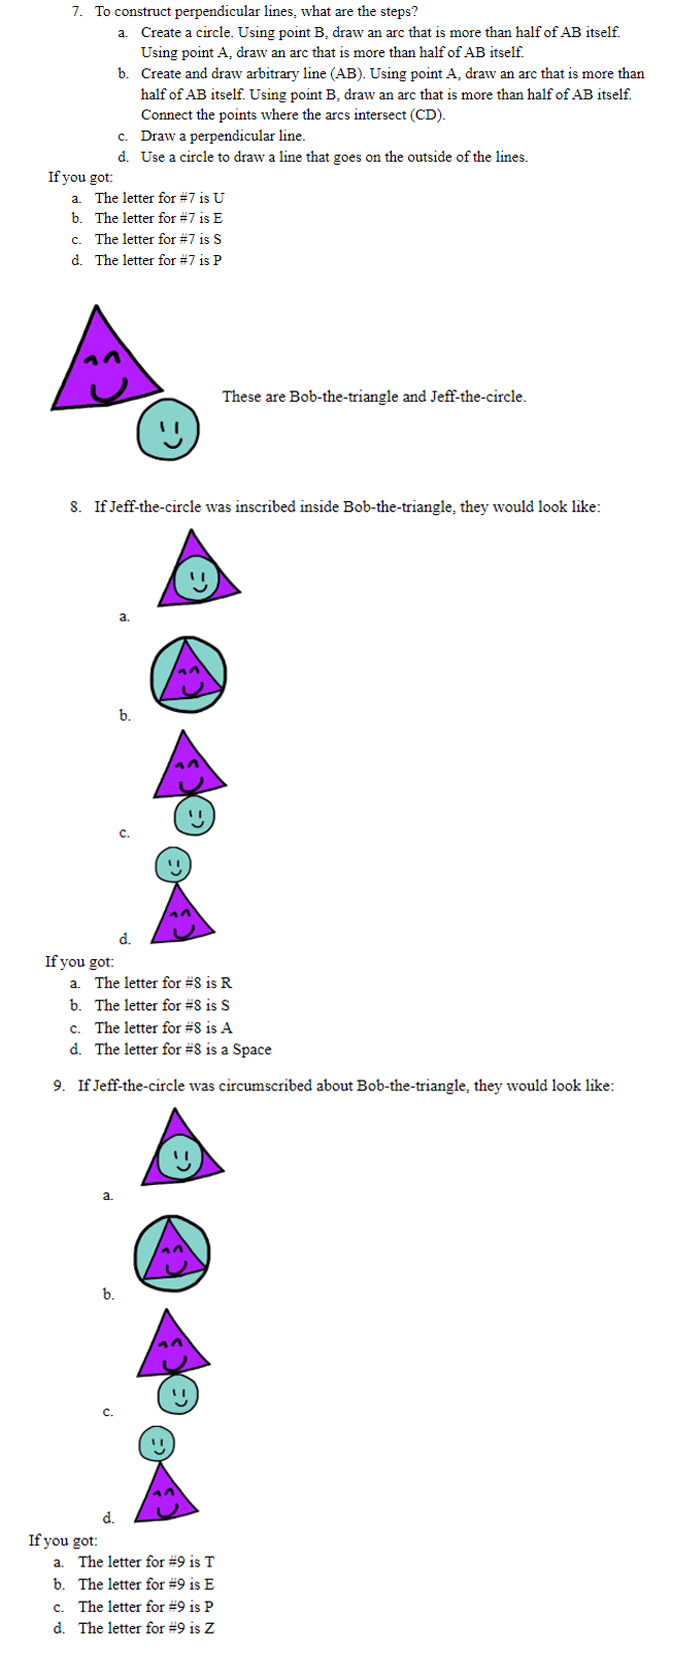 7. To construct perpendicular lines, what are the steps?
a. Create a circle. Using point B, draw an arc that is more than half of AB itself.
Using point A, draw an arc that is more than half of AB itself.
b. Create and draw arbitrary line (AB). Using point A, draw an arc that is more than
half of AB itself. Using point B, draw an arc that is more than half of AB itself.
Connect the points where the arcs intersect (CD).
c. Draw a perpendicular line.
d. Use a circle to draw a line that goes on the outside of the lines.
If you got:
a. The letter for #7 is U
b. The letter for #7 is E
c. The letter for #7 is S
d. The letter for #7 is P
These are Bob-the-triangle and Jeff-the-circle.
8. If Jeff-the-circle was inscribed inside Bob-the-triangle, they would look like:
a.
b.
c.
d.
If you got:
a. The letter for #8 is R
b. The letter for #8 is S
c. The letter for #8 is A
d. The letter for #8 is a Space
9. If Jeff-the-circle was circumscribed about Bob-the-triangle, they would look like:
a.
b.
c.
d.
If you got:
a. The letter for #9 is T
b. The letter for #9 is E
c. The letter for #9 is P
d. The letter for #9 is Z